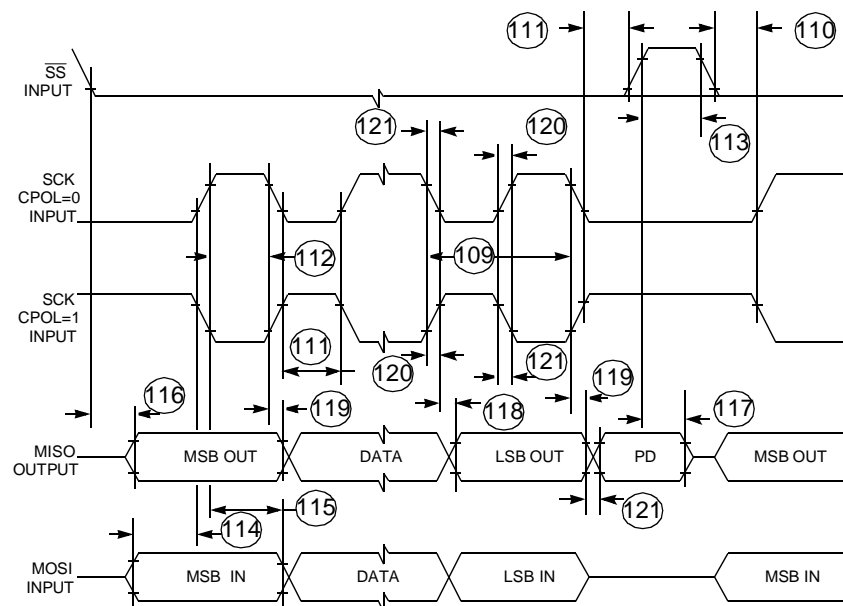 111
110
SS
INPUT
121
120
113
SCK
CPOL=0
INPUT
112
109
SCK
CPOL=1
INPUT
111
120
121
116
119
118
119
117
MISO
OUTPUT
MSB OUT
DATA
LSB OUT
PD
MSB OUT
115
121
114
MOSI
INPUT
MSB IN
DATA
LSB IN
MSB IN